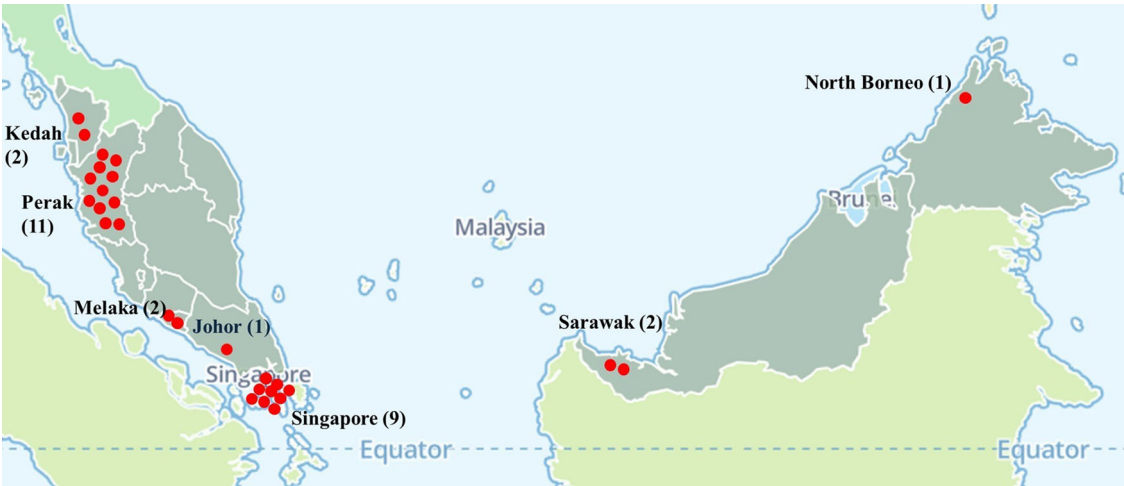 North Borneo (1)
Kedah
(2)
Perak
(11)
Brunei
Malaysia
Melaka (2)
Johor (1)
Sarawak (2)
Singapore
Singapore (9)
Equator
Equator